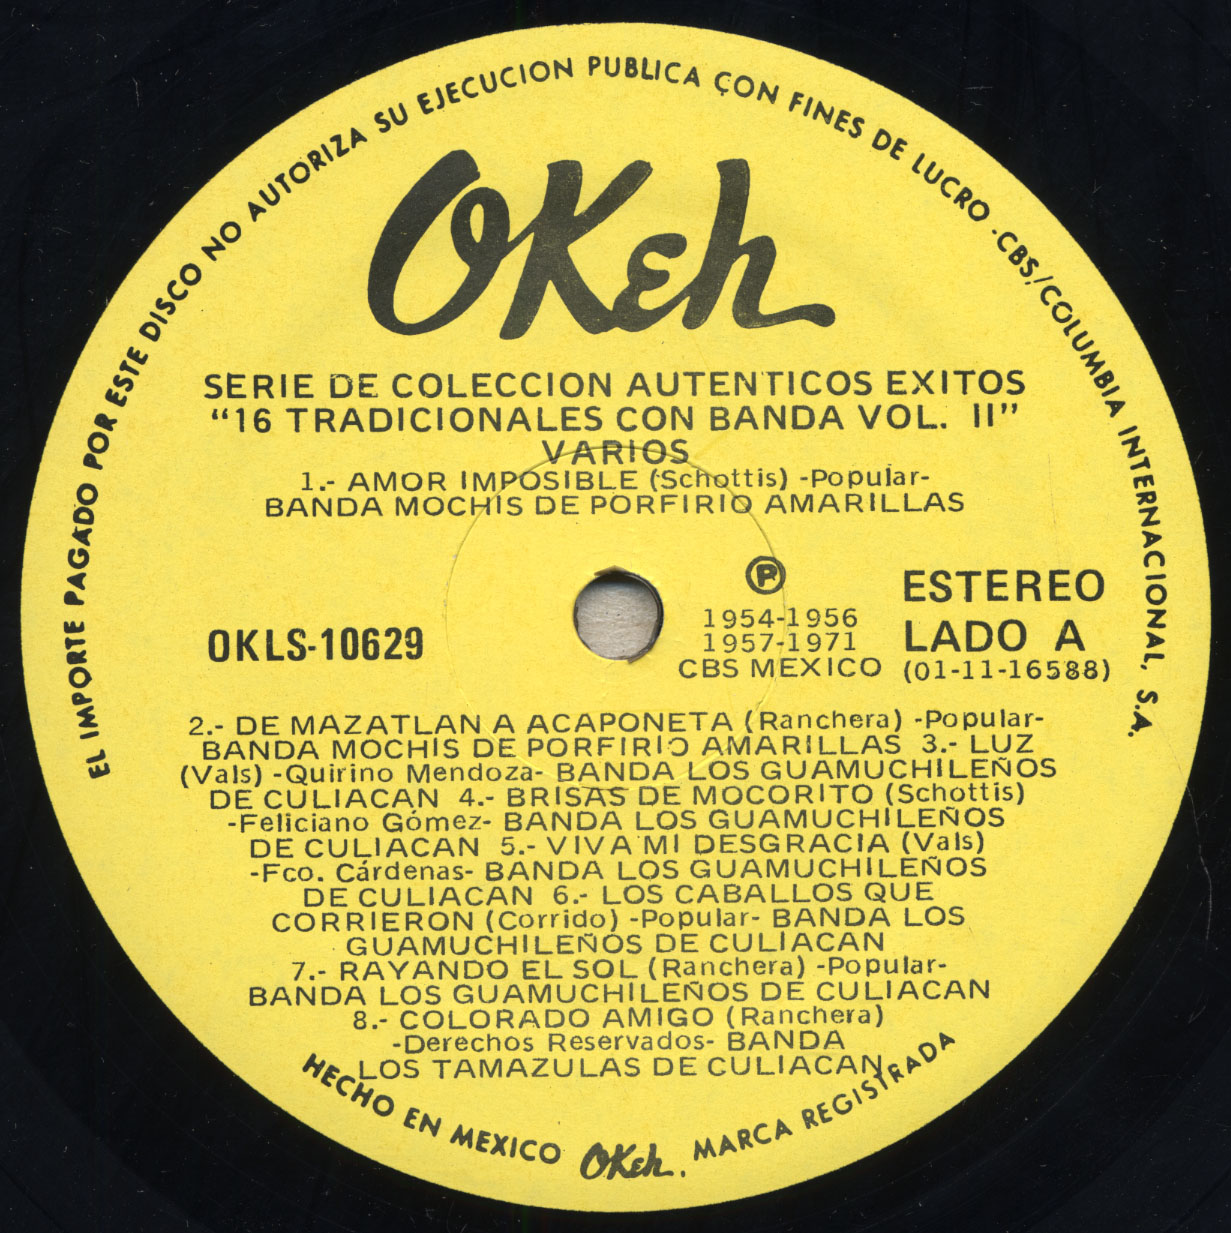 EL IMPORTE PAGADO POR ESTE DISCO NO AUTORIZA SU EJECUCION PUBLICA CON FINES DE LUCRO -CBS/COLUMBIA INTERNACIONAL, S.A.
OKeh
SERIE DE COLECCION AUTENTICOS EXITOS
"16 TRADICIONALES CON BANDA VOL. II"
VARIOS
1.- AMOR IMPOSIBLE (Schottis) -Popular-
BANDA MOCHIS DE PORFIRIO AMARILLAS
OKLS-10629
Ⓟ
1954-1956
1957-1971
CBS MEXICO
ESTEREO
LADO A
(01-11-16588)
2.- DE MAZATLAN A ACAPONETA (Ranchera) -Popular-
BANDA MOCHIS DE PORFIRIO AMARILLAS 3.- LUZ
(Vals) -Quirino Mendoza- BANDA LOS GUAMUCHILEÑOS
DE CULIACAN 4.- BRISAS DE MOCORITO (Schottis)
-Feliciano Gómez- BANDA LOS GUAMUCHILEÑOS
DE CULIACAN 5.- VIVA MI DESGRACIA (Vals)
-Fco. Cárdenas- BANDA LOS GUAMUCHILEÑOS
DE CULIACAN 6.- LOS CABALLOS QUE
CORRIERON (Corrido) -Popular- BANDA LOS
GUAMUCHILEÑOS DE CULIACAN
7.- RAYANDO EL SOL (Ranchera) -Popular-
BANDA LOS GUAMUCHILEÑOS DE CULIACAN
8.- COLORADO AMIGO (Ranchera)
-Derechos Reservados- BANDA
LOS TAMAZULAS DE CULIACAN
HECHO EN MEXICO OKeh. MARCA REGISTRADA